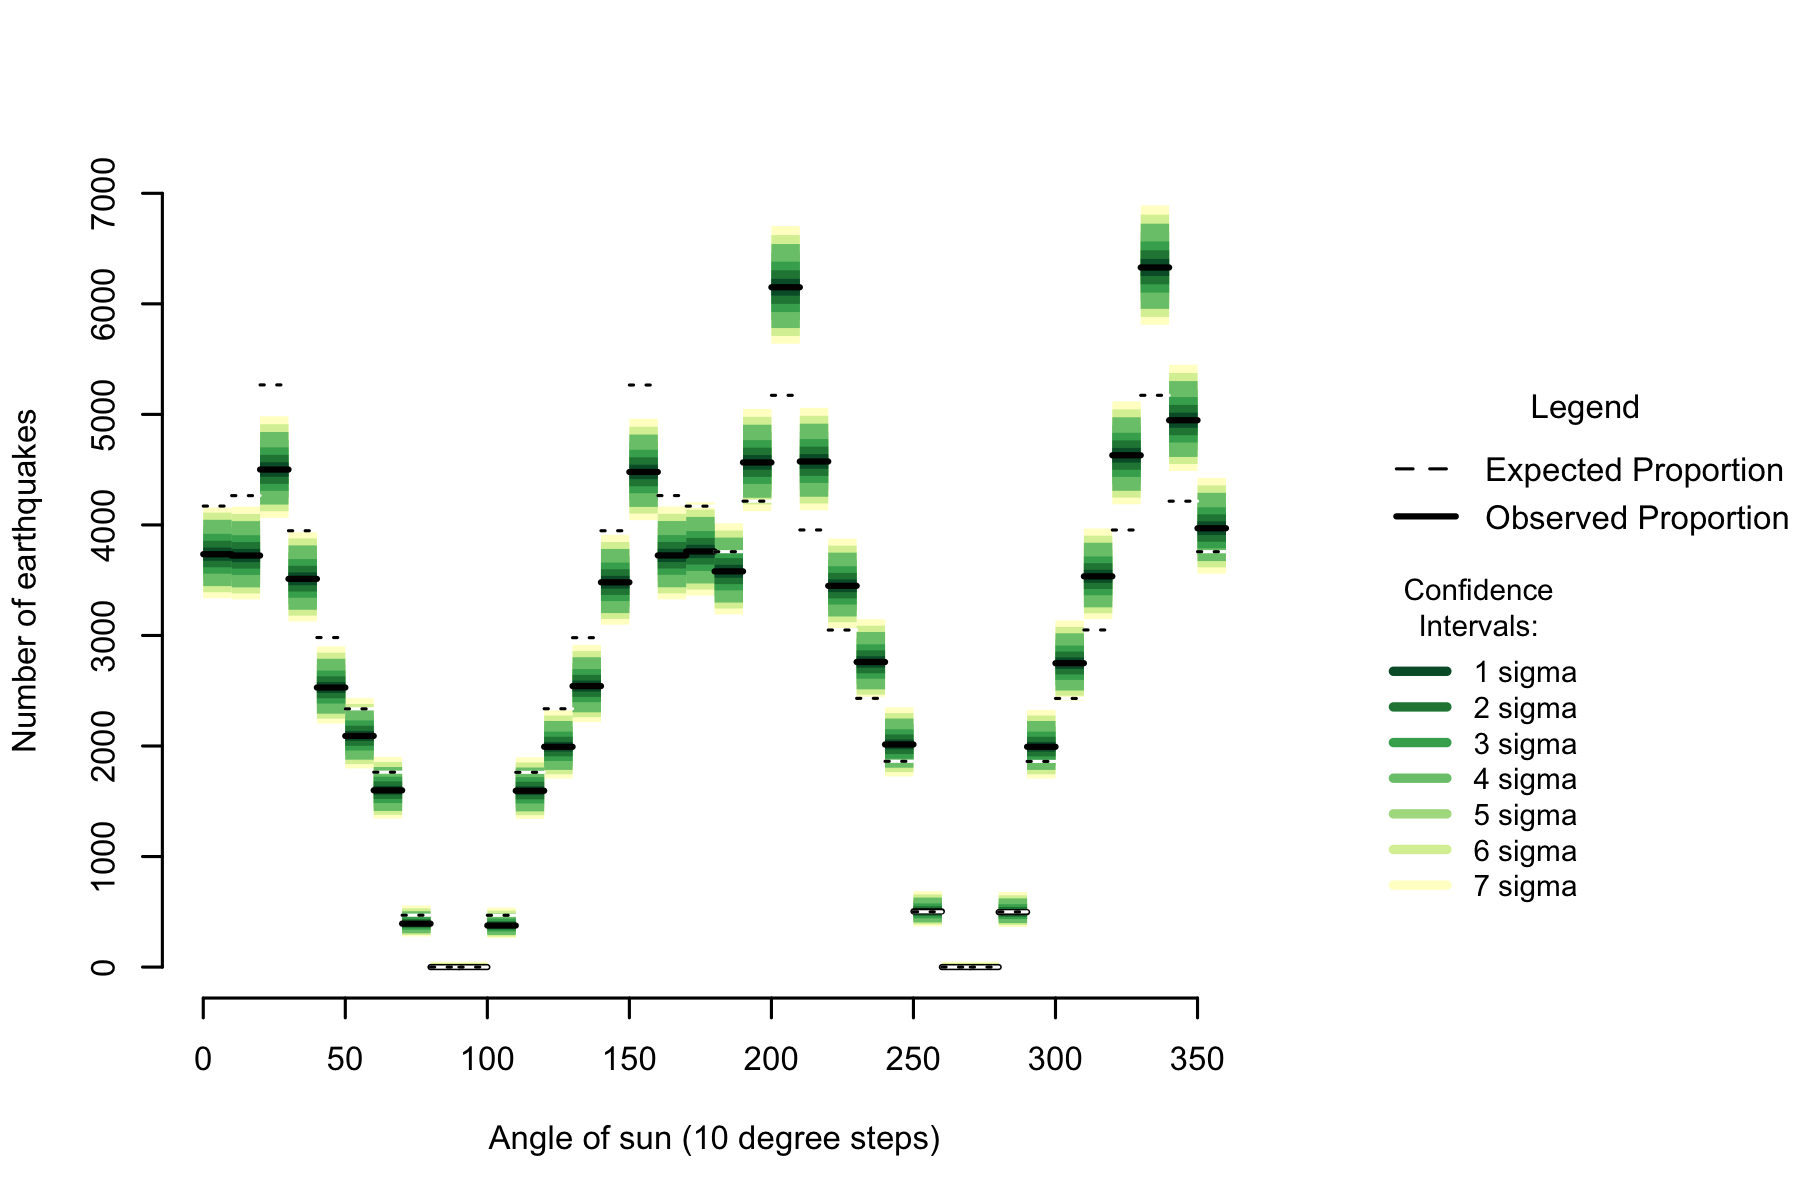 7000
6000
5000
4000
3000
2000
1000
0
Number of earthquakes
0 50 100 150 200 250 300 350
Angle of sun (10 degree steps)
Legend
Expected Proportion
Observed Proportion
Confidence
Intervals:
1 sigma
2 sigma
3 sigma
4 sigma
5 sigma
6 sigma
7 sigma